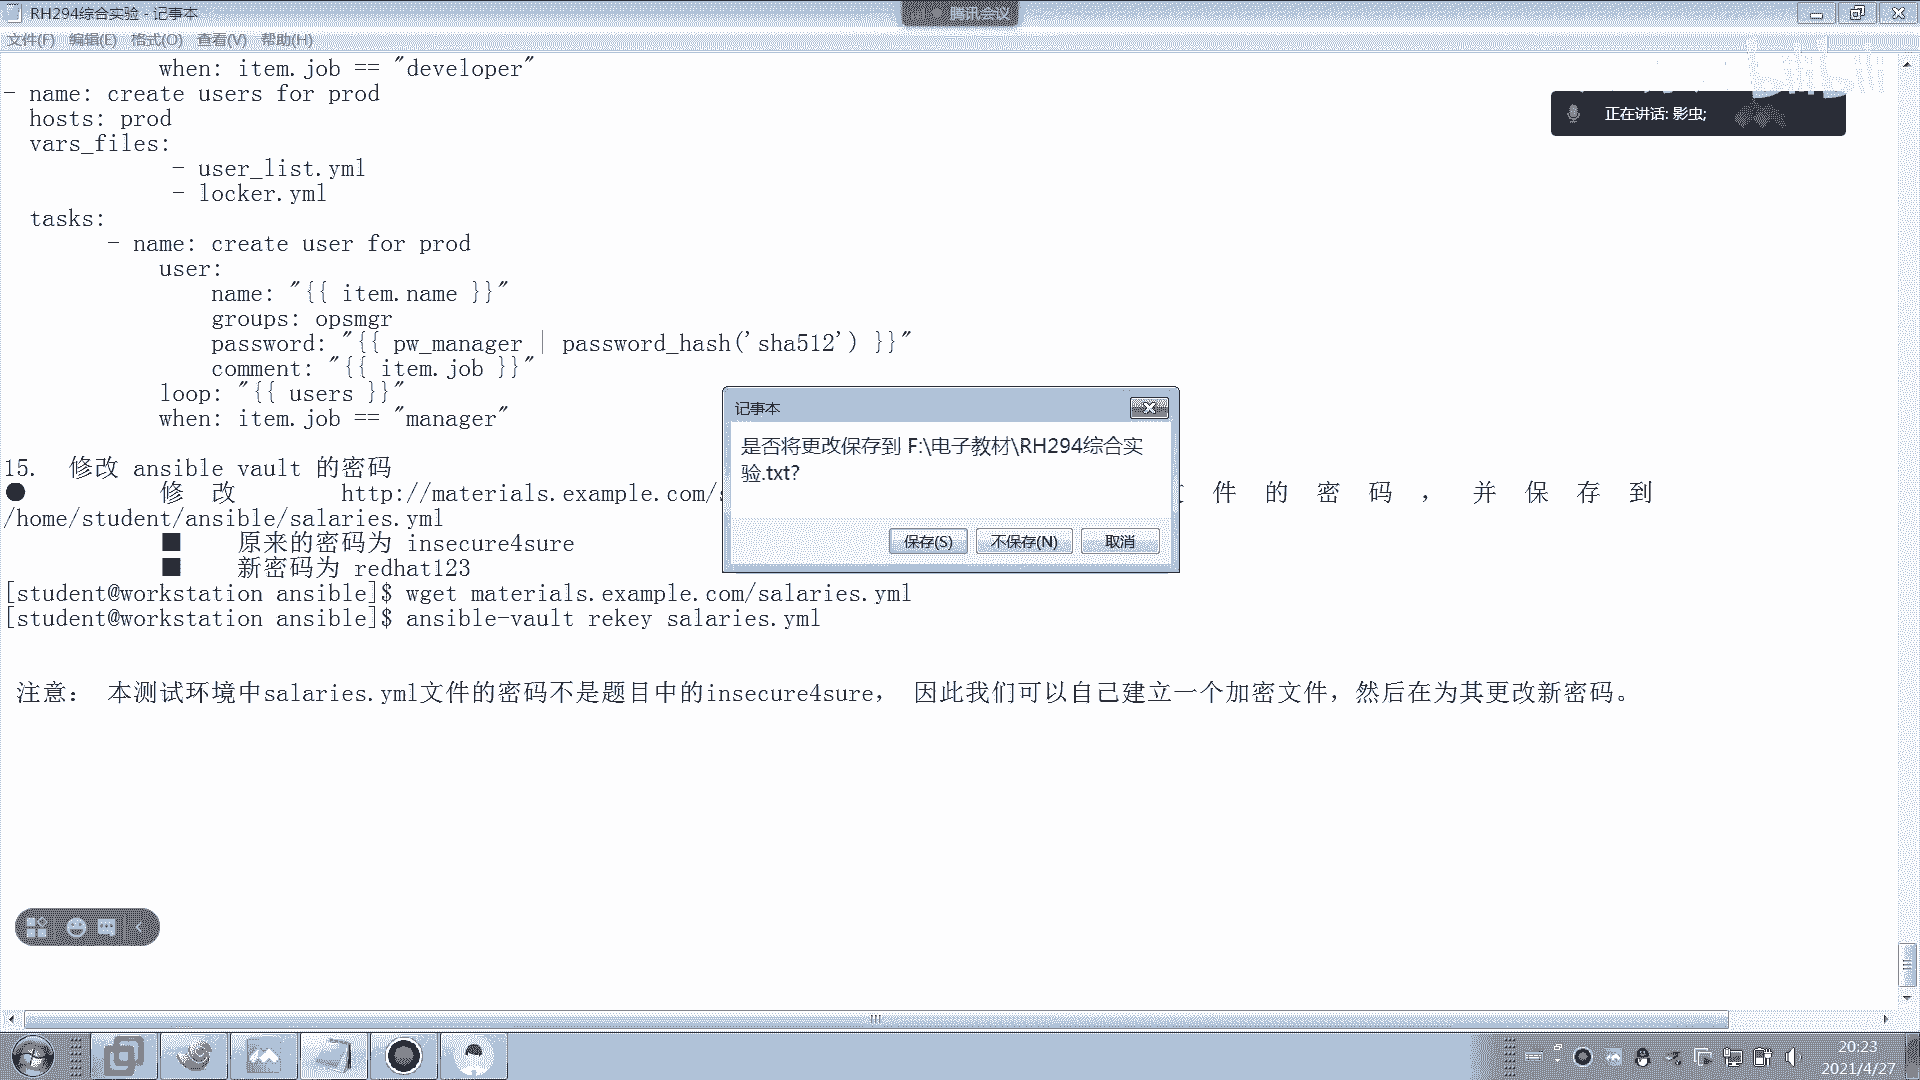 RH294综合实验 - 记事本
腾讯会议
文件(F) 编辑(E) 格式(O) 查看(V) 帮助(H)
when: item.job == "developer"
- name: create users for prod
hosts: prod
vars_files:
- user_list.yml
- locker.yml
tasks:
- name: create user for prod
user:
name: "{{ item.name }}"
groups: opsmgr
password: "{{ pw_manager | password_hash('sha512') }}"
comment: "{{ item.job }}"
loop: "{{ users }}"
when: item.job == "manager"
15. 修改 ansible vault 的密码
● 修 改 http://materials.example.com/ 件 的 密 码 ， 并 保 存 到
/home/student/ansible/salaries.yml
■ 原来的密码为 insecure4sure
■ 新密码为 redhat123
[student@workstation ansible]$ wget materials.example.com/salaries.yml
[student@workstation ansible]$ ansible-vault rekey salaries.yml
注意： 本测试环境中salaries.yml文件的密码不是题目中的insecure4sure， 因此我们可以自己建立一个加密文件，然后在为其更改新密码。
正在讲话: 影虫;
bilibili
记事本
是否将更改保存到 F:\电子教材\RH294综合实
验.txt?
保存(S) 不保存(N) 取消
20:23
2021/4/27